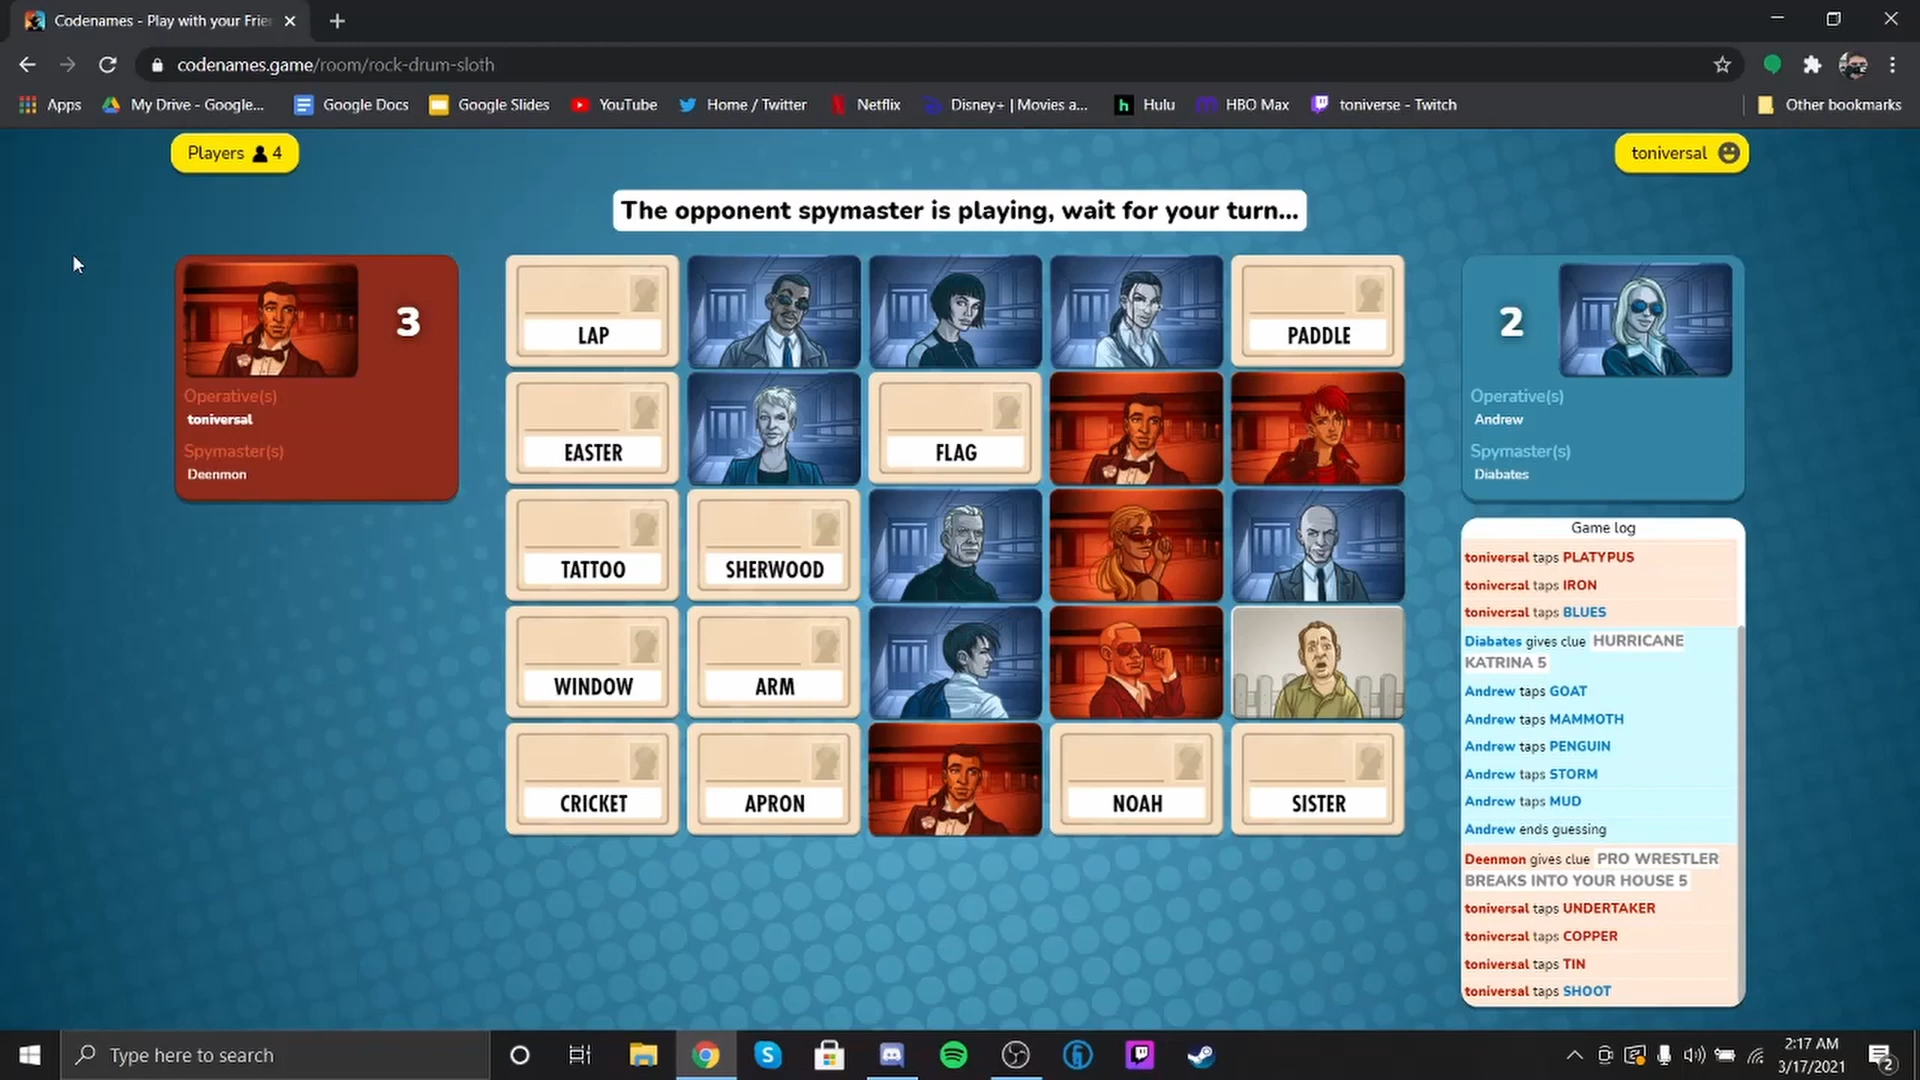 Codenames - Play with your Frie
codenames.game/room/rock-drum-sloth
Apps
My Drive - Google...
Google Docs
Google Slides
YouTube
Home / Twitter
Netflix
Disney+ | Movies a...
Hulu
HBO Max
toniverse - Twitch
Other bookmarks
Players 4
toniversal
The opponent spymaster is playing, wait for your turn...
3
Operative(s)
toniversal
Spymaster(s)
Deenmon
LAP
PADDLE
EASTER
FLAG
TATTOO
SHERWOOD
WINDOW
ARM
CRICKET
APRON
NOAH
SISTER
2
Operative(s)
Andrew
Spymaster(s)
Diabates
Game log
toniversal taps PLATYPUS
toniversal taps IRON
toniversal taps BLUES
Diabates gives clue HURRICANE
KATRINA 5
Andrew taps GOAT
Andrew taps MAMMOTH
Andrew taps PENGUIN
Andrew taps STORM
Andrew taps MUD
Andrew ends guessing
Deenmon gives clue PRO WRESTLER
BREAKS INTO YOUR HOUSE 5
toniversal taps UNDERTAKER
toniversal taps COPPER
toniversal taps TIN
toniversal taps SHOOT
Type here to search
2:17 AM
3/17/2021
2